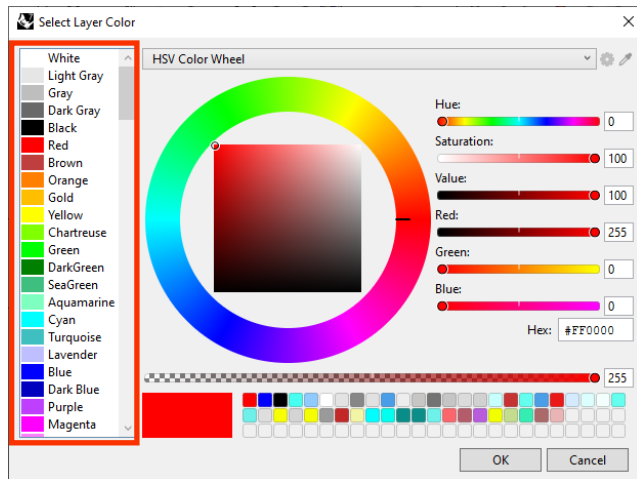 Select Layer Color
White
Light Gray
Gray
Dark Gray
Black
Red
Brown
Orange
Gold
Yellow
Chartreuse
Green
DarkGreen
SeaGreen
Aquamarine
Cyan
Turquoise
Lavender
Blue
Dark Blue
Purple
Magenta
HSV Color Wheel
Hue:
0
Saturation:
100
Value:
100
Red:
255
Green:
0
Blue:
0
Hex: #FF0000
255
OK Cancel